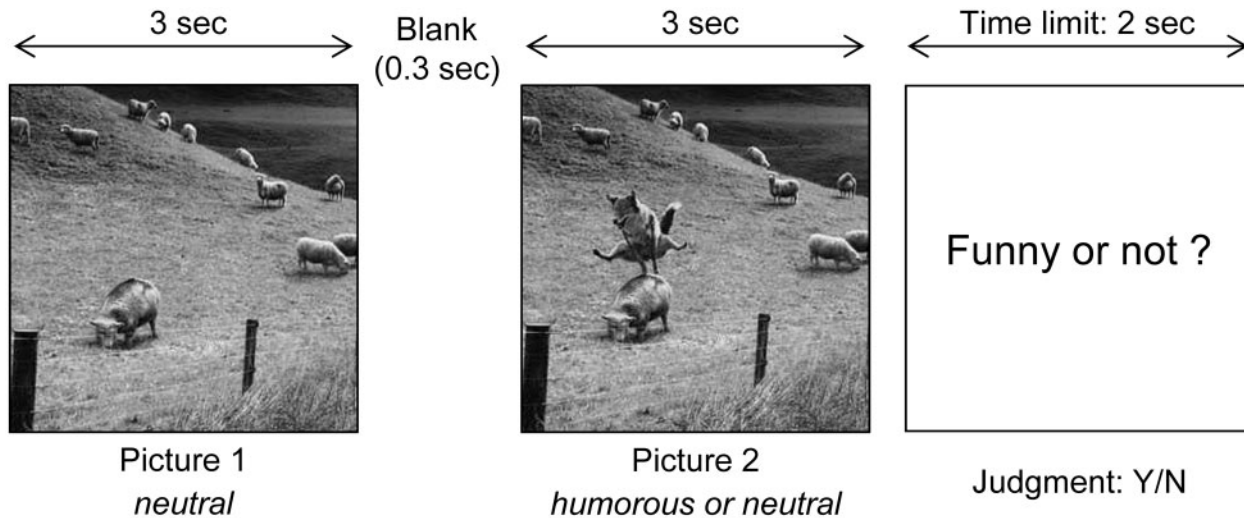 3 sec
Blank
(0.3 sec)
3 sec
Time limit: 2 sec
Funny or not ?
Picture 1
neutral
Picture 2
humorous or neutral
Judgment: Y/N